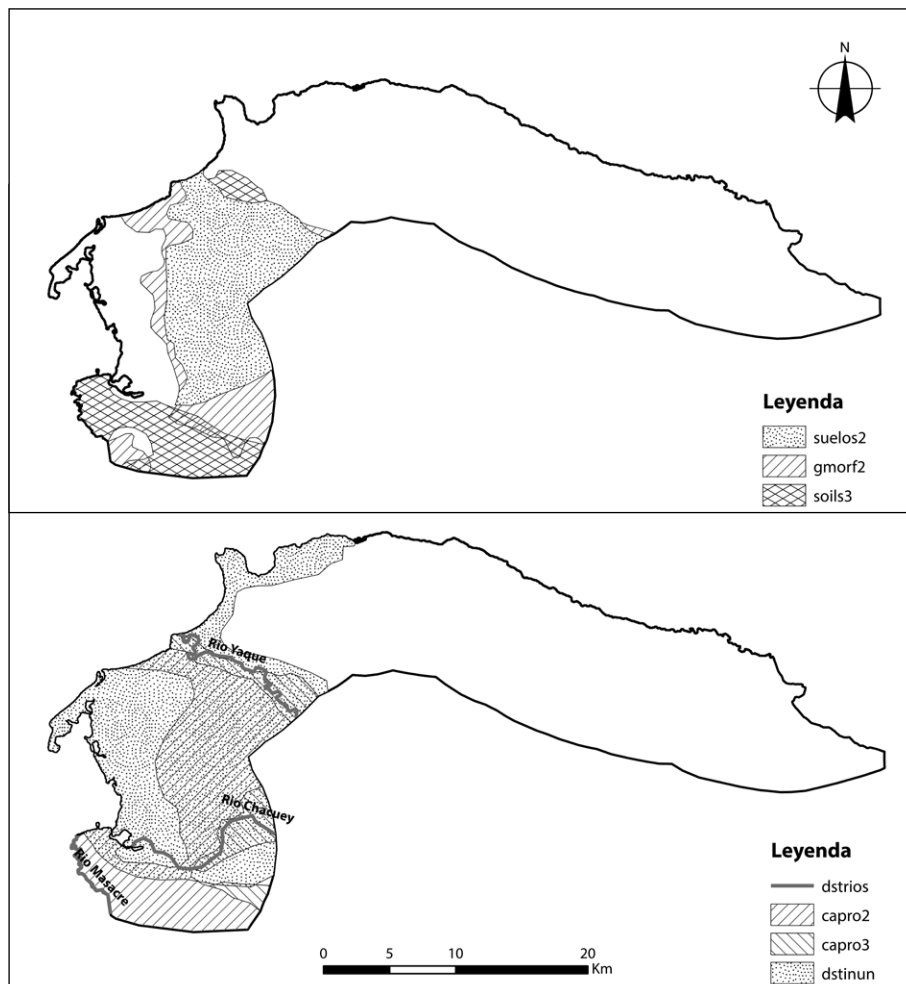 N
Leyenda
suelos2
gmorf2
soils3
Rio Yaque
Rio Chacuey
Rio Masacre
Leyenda
dstrios
capro2
capro3
dstinun
0 5 10 20
Km